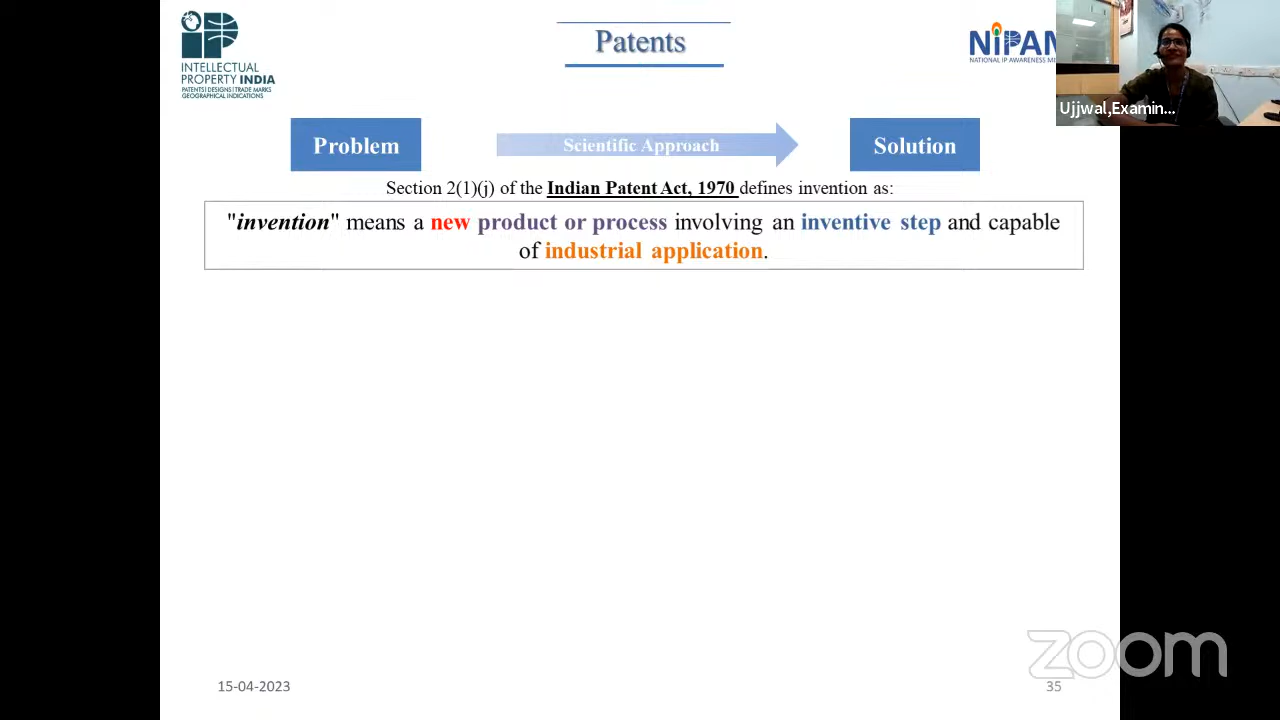 Patents
INTELLECTUAL
PROPERTY INDIA
PATENTS | DESIGNS | TRADE MARKS
GEOGRAPHICAL INDICATIONS
NiPAM
NATIONAL IP AWARENESS
Ujjwal,Examin...
Problem
Scientific Approach
Solution
Section 2(1)(j) of the Indian Patent Act, 1970 defines invention as:
"invention" means a new product or process involving an inventive step and capable
of industrial application.
zoom
15-04-2023
35